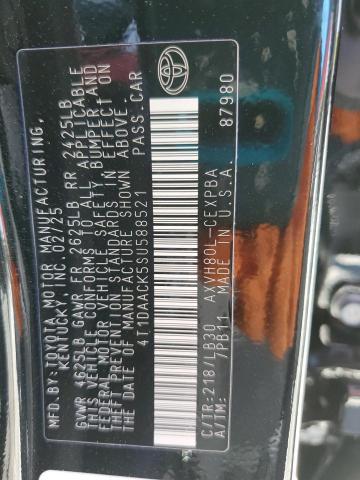 MFD.BY:TOYOTA MOTOR MANUFACTURING,
KENTUCKY, INC. 02/25
GVWR 4625LB GAWR FR 2625LB RR 2425LB
THIS VEHICLE CONFORMS TO ALL APPLICABLE
FEDERAL MOTOR VEHICLE SAFETY, BUMPER AND
THEFT PREVENTION STANDARDS IN EFFECT ON
THE DATE OF MANUFACTURE SHOWN ABOVE.
4T1DAACK5SU588521 PASS.CAR
C/TR:218/LB30 AXVH80L-CEXPBA
A/TM: 7PB11 MADE IN U.S.A. 87980